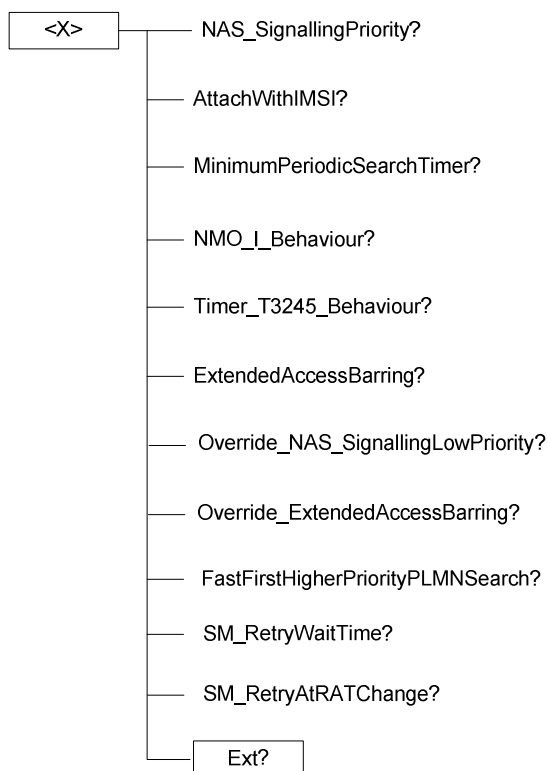 <X>
NAS_SignallingPriority?
AttachWithIMSI?
MinimumPeriodicSearchTimer?
NMO_I_Behaviour?
Timer_T3245_Behaviour?
ExtendedAccessBarring?
Override_NAS_SignallingLowPriority?
Override_ExtendedAccessBarring?
FastFirstHigherPriorityPLMNSearch?
SM_RetryWaitTime?
SM_RetryAtRATChange?
Ext?